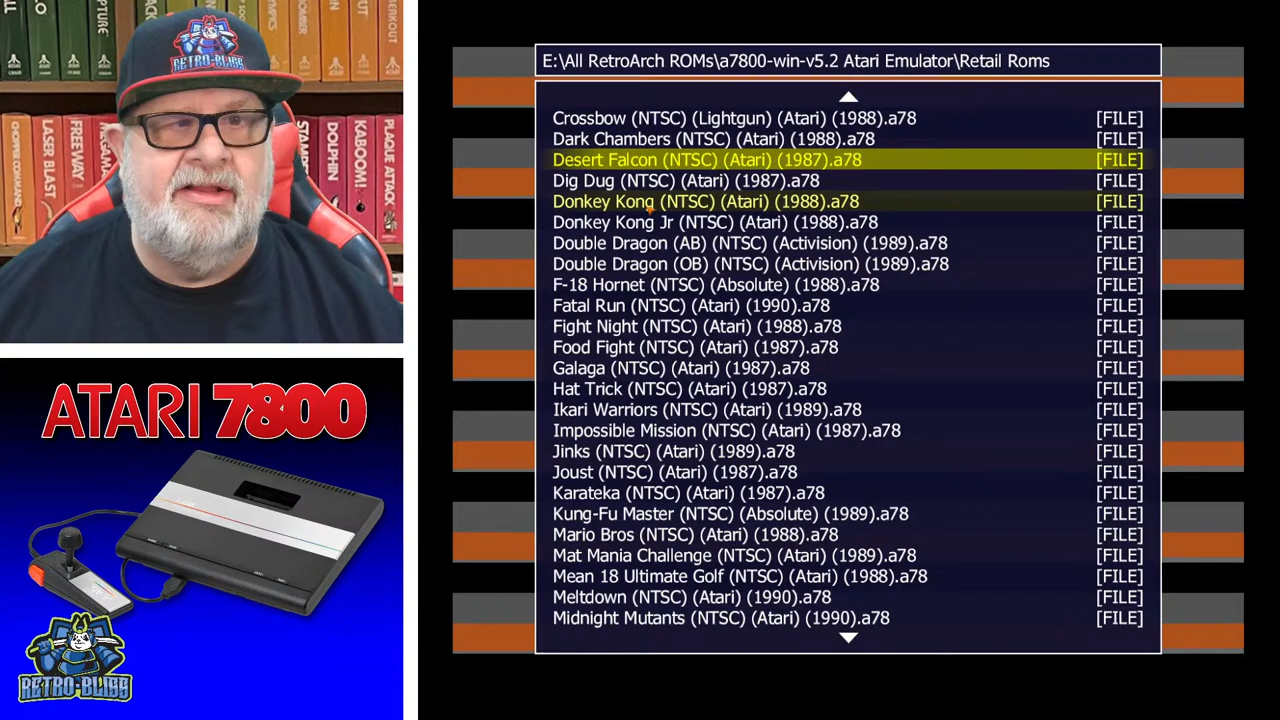 RETRO-BLISS
COPPER COMMAND
LASER BLAST
FREEWAY
DOLPHIN
KABOOM!
PLAQUE ATTACK
ATARI 7800
RETRO-BLISS
E:\All RetroArch ROMs\a7800-win-v5.2 Atari Emulator\Retail Roms
Crossbow (NTSC) (Lightgun) (Atari) (1988).a78 [FILE]
Dark Chambers (NTSC) (Atari) (1988).a78 [FILE]
Desert Falcon (NTSC) (Atari) (1987).a78 [FILE]
Dig Dug (NTSC) (Atari) (1987).a78 [FILE]
Donkey Kong (NTSC) (Atari) (1988).a78 [FILE]
Donkey Kong Jr (NTSC) (Atari) (1988).a78 [FILE]
Double Dragon (AB) (NTSC) (Activision) (1989).a78 [FILE]
Double Dragon (OB) (NTSC) (Activision) (1989).a78 [FILE]
F-18 Hornet (NTSC) (Absolute) (1988).a78 [FILE]
Fatal Run (NTSC) (Atari) (1990).a78 [FILE]
Fight Night (NTSC) (Atari) (1988).a78 [FILE]
Food Fight (NTSC) (Atari) (1987).a78 [FILE]
Galaga (NTSC) (Atari) (1987).a78 [FILE]
Hat Trick (NTSC) (Atari) (1987).a78 [FILE]
Ikari Warriors (NTSC) (Atari) (1989).a78 [FILE]
Impossible Mission (NTSC) (Atari) (1987).a78 [FILE]
Jinks (NTSC) (Atari) (1989).a78 [FILE]
Joust (NTSC) (Atari) (1987).a78 [FILE]
Karateka (NTSC) (Atari) (1987).a78 [FILE]
Kung-Fu Master (NTSC) (Absolute) (1989).a78 [FILE]
Mario Bros (NTSC) (Atari) (1988).a78 [FILE]
Mat Mania Challenge (NTSC) (Atari) (1989).a78 [FILE]
Mean 18 Ultimate Golf (NTSC) (Atari) (1988).a78 [FILE]
Meltdown (NTSC) (Atari) (1990).a78 [FILE]
Midnight Mutants (NTSC) (Atari) (1990).a78 [FILE]